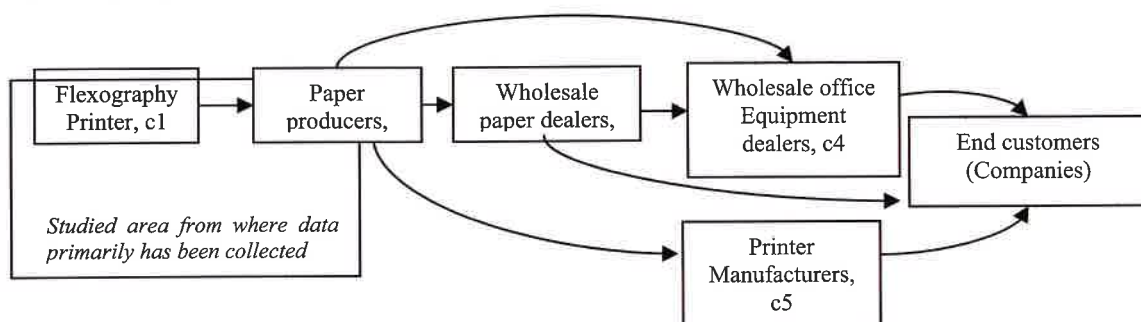 Flexography
Printer, c1
Paper
producers,
Wholesale
paper dealers,
Wholesale office
Equipment
dealers, c4
End customers
(Companies)
Studied area from where data
primarily has been collected
Printer
Manufacturers,
c5